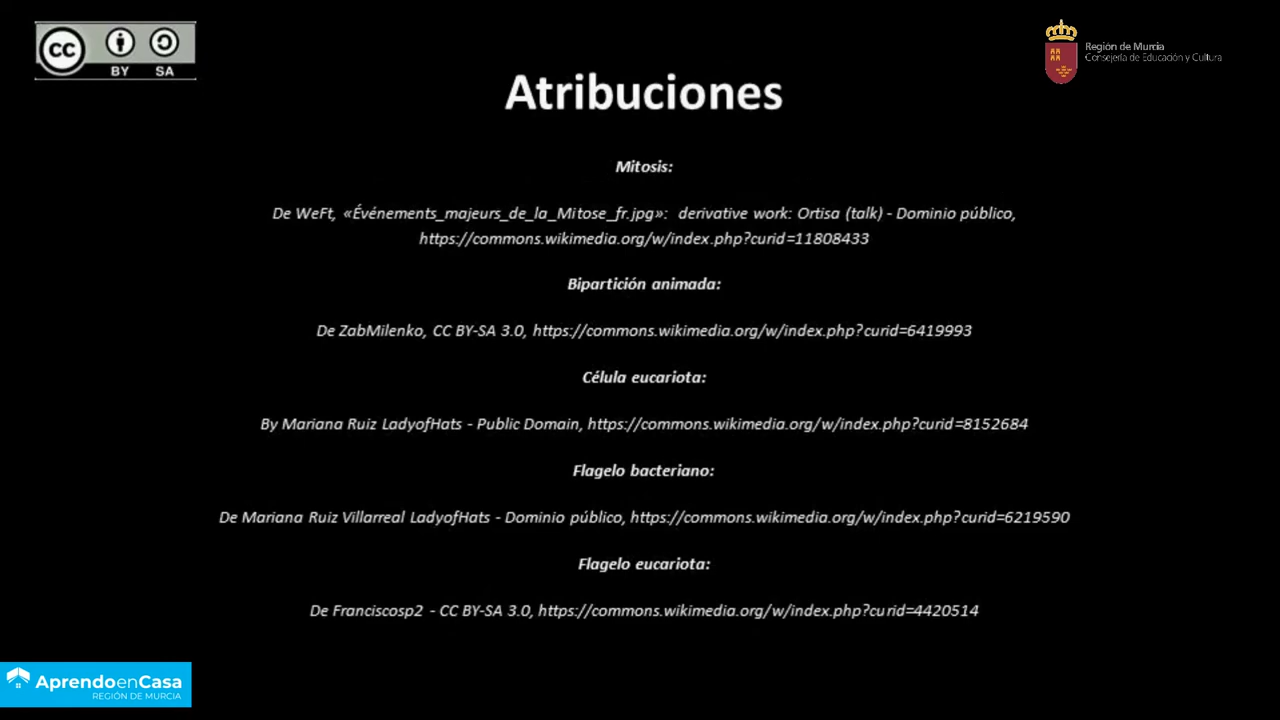 CC BY SA
Región de Murcia
Consejería de Educación y Cultura
Atribuciones
Mitosis:
De WeFt, «Événements_majeurs_de_la_Mitose_fr.jpg»: derivative work: Ortisa (talk) - Dominio público,
https://commons.wikimedia.org/w/index.php?curid=11808433
Bipartición animada:
De ZabMilenko, CC BY-SA 3.0, https://commons.wikimedia.org/w/index.php?curid=6419993
Célula eucariota:
By Mariana Ruiz LadyofHats - Public Domain, https://commons.wikimedia.org/w/index.php?curid=8152684
Flagelo bacteriano:
De Mariana Ruiz Villarreal LadyofHats - Dominio público, https://commons.wikimedia.org/w/index.php?curid=6219590
Flagelo eucariota:
De Franciscosp2 - CC BY-SA 3.0, https://commons.wikimedia.org/w/index.php?curid=4420514
AprendoenCasa
REGIÓN DE MURCIA